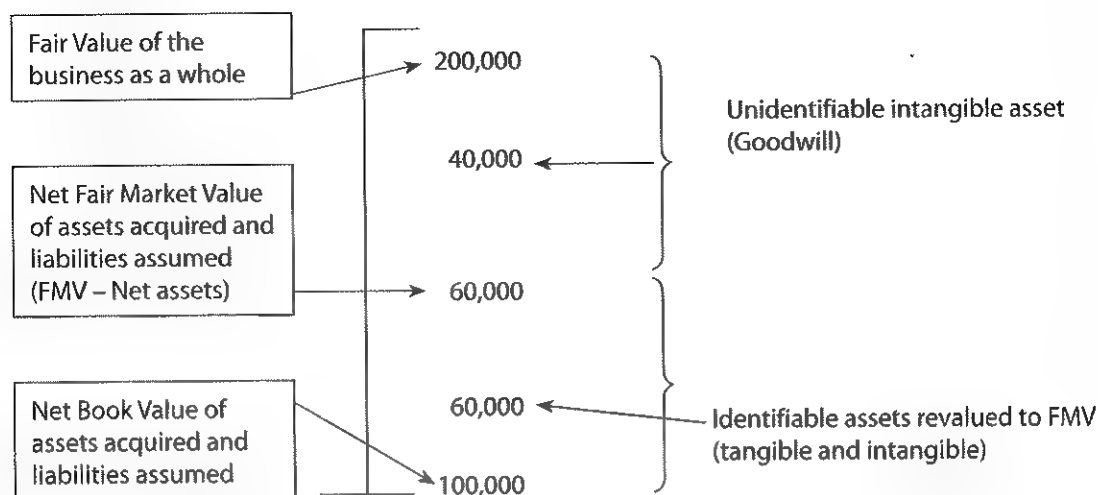 Fair Value of the
business as a whole
200,000
Unidentifiable intangible asset
(Goodwill)
40,000
Net Fair Market Value
of assets acquired and
liabilities assumed
(FMV – Net assets)
60,000
60,000
Identifiable assets revalued to FMV
(tangible and intangible)
Net Book Value of
assets acquired and
liabilities assumed
100,000